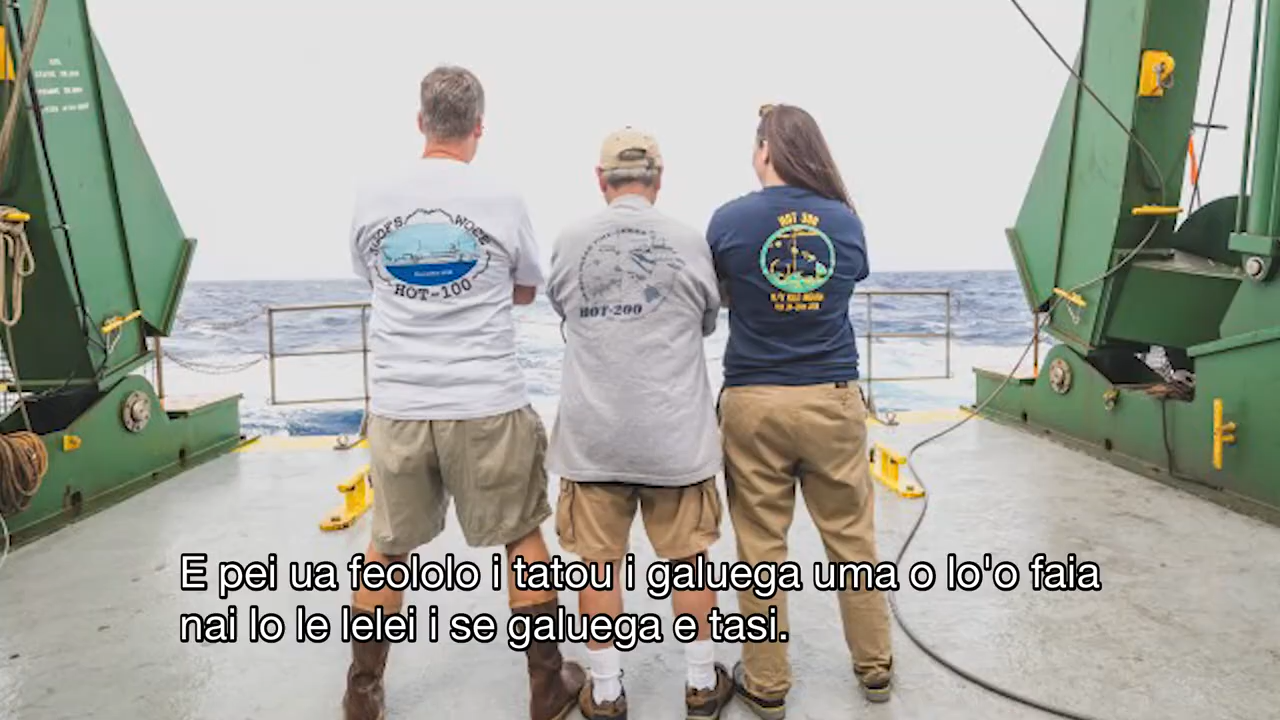 HOT-100
HOT-200
HOT 300
E pei ua feololo i tatou i galuega uma o lo'o faia
nai lo le lelei i se galuega e tasi.